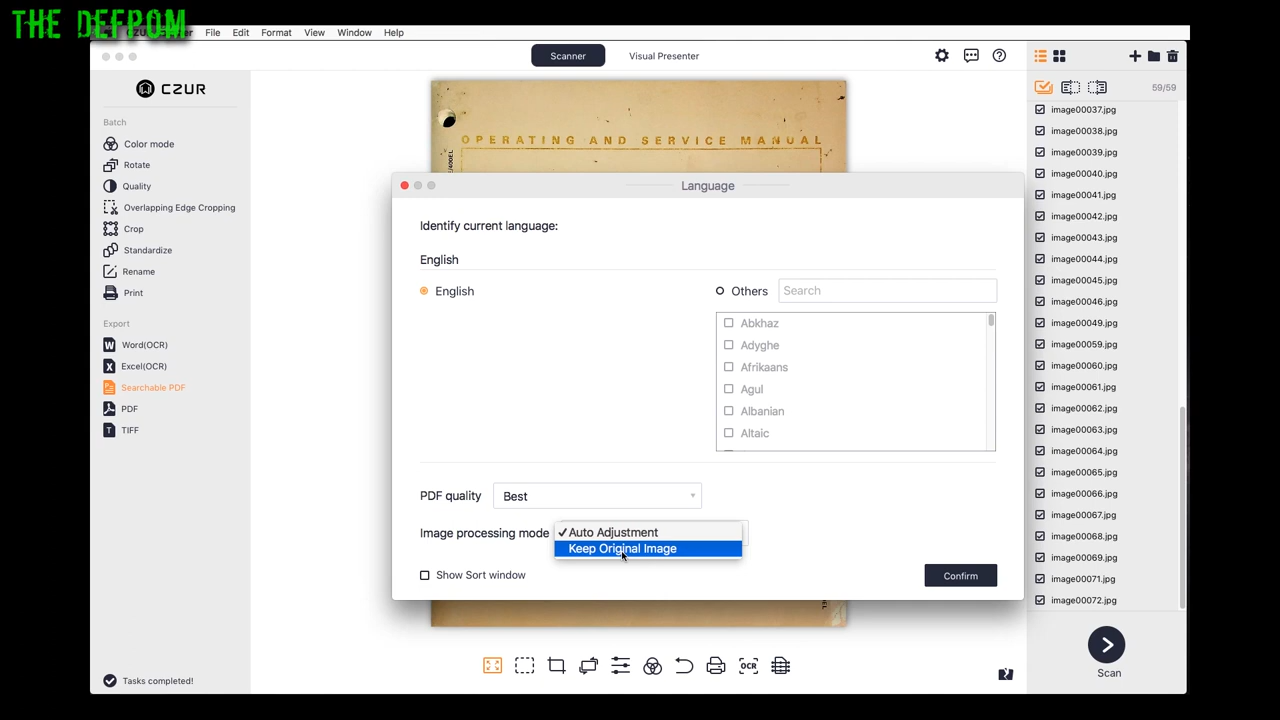 THE DEFPOM
File Edit Format View Window Help
Scanner Visual Presenter
CZUR
59/59
Batch
Color mode
Rotate
Quality
Overlapping Edge Cropping
Crop
Standardize
Rename
Print
Export
Word(OCR)
Excel(OCR)
Searchable PDF
PDF
TIFF
Tasks completed!
OPERATING AND SERVICE MANUAL
Language
Identify current language:
English
English
Others Search
Abkhaz
Adyghe
Afrikaans
Agul
Albanian
Altaic
PDF quality Best
Image processing mode ✓Auto Adjustment
Keep Original Image
Show Sort window
Confirm
OCR
image00037.jpg
image00038.jpg
image00039.jpg
image00040.jpg
image00041.jpg
image00042.jpg
image00043.jpg
image00044.jpg
image00045.jpg
image00046.jpg
image00049.jpg
image00059.jpg
image00060.jpg
image00061.jpg
image00062.jpg
image00063.jpg
image00064.jpg
image00065.jpg
image00066.jpg
image00067.jpg
image00068.jpg
image00069.jpg
image00071.jpg
image00072.jpg
Scan